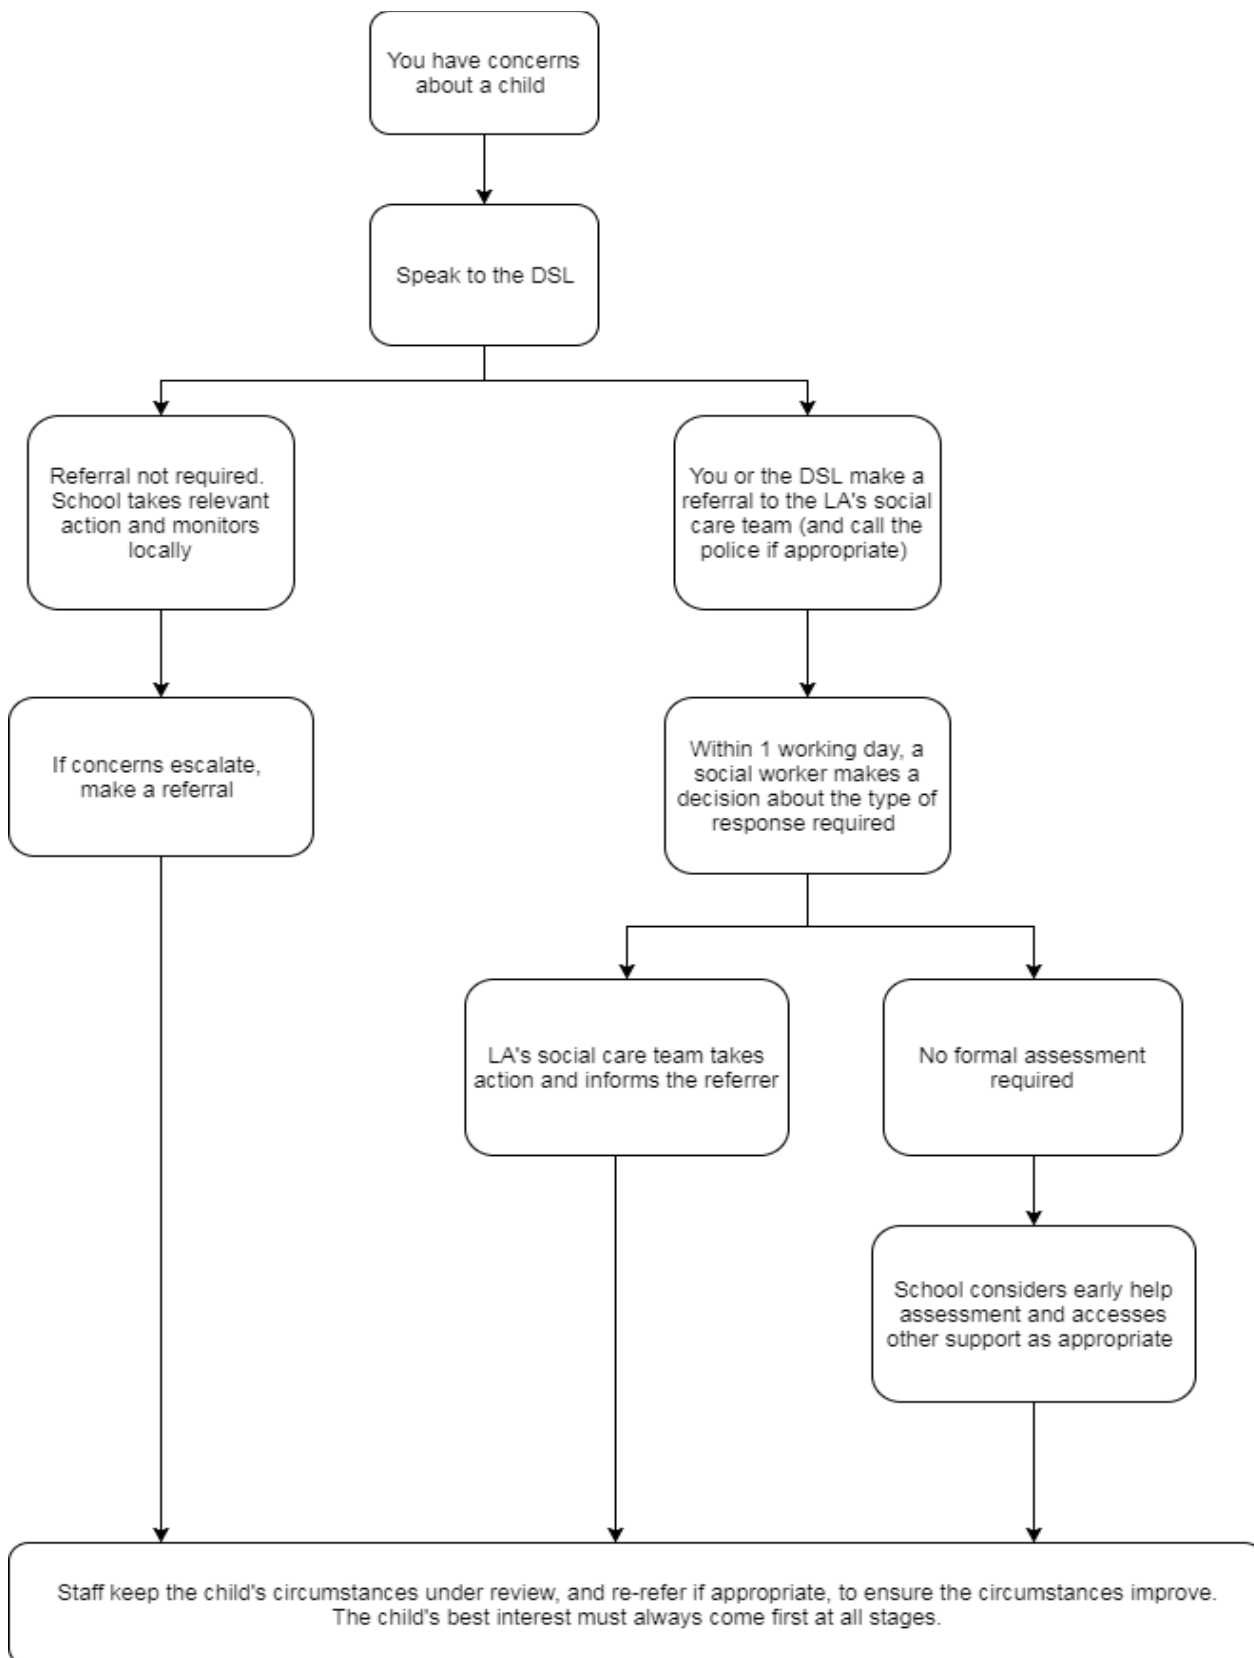 You have concerns
about a child
Speak to the DSL
Referral not required.
School takes relevant
action and monitors
locally
You or the DSL make a
referral to the LA's social
care team (and call the
police if appropriate)
If concerns escalate,
make a referral
Within 1 working day, a
social worker makes a
decision about the type of
response required
LA's social care team takes
action and informs the referrer
No formal assessment
required
School considers early help
assessment and accesses
other support as appropriate
Staff keep the child's circumstances under review, and re-refer if appropriate, to ensure the circumstances improve.
The child's best interest must always come first at all stages.